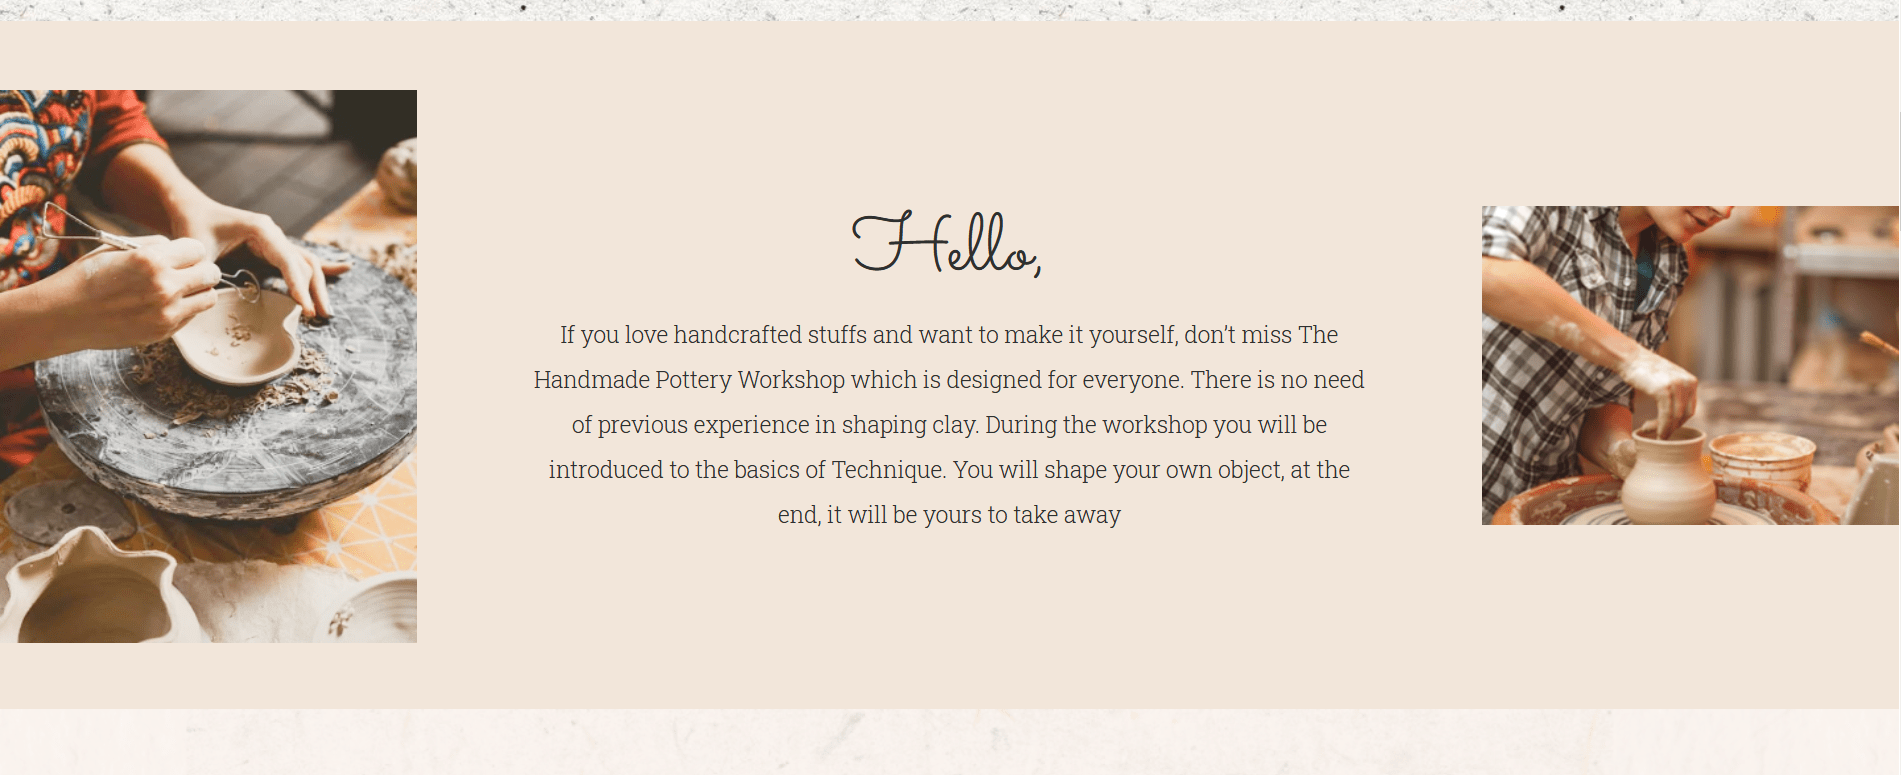 Hello,
If you love handcrafted stuffs and want to make it yourself, don’t miss The
Handmade Pottery Workshop which is designed for everyone. There is no need
of previous experience in shaping clay. During the workshop you will be
introduced to the basics of Technique. You will shape your own object, at the
end, it will be yours to take away